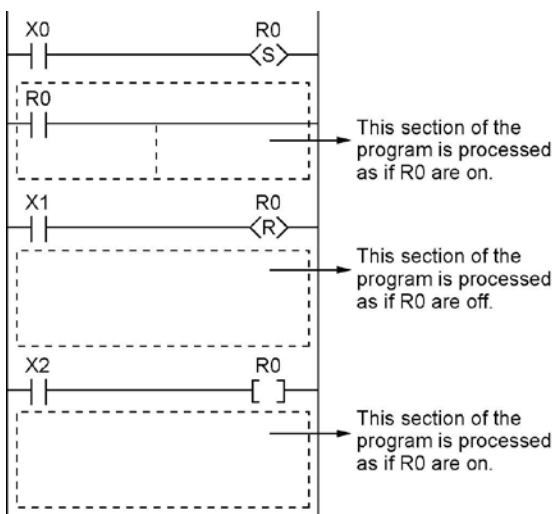 X0 R0
S
R0
This section of the
program is processed
as if R0 are on.
X1 R0
R
This section of the
program is processed
as if R0 are off.
X2 R0
This section of the
program is processed
as if R0 are on.